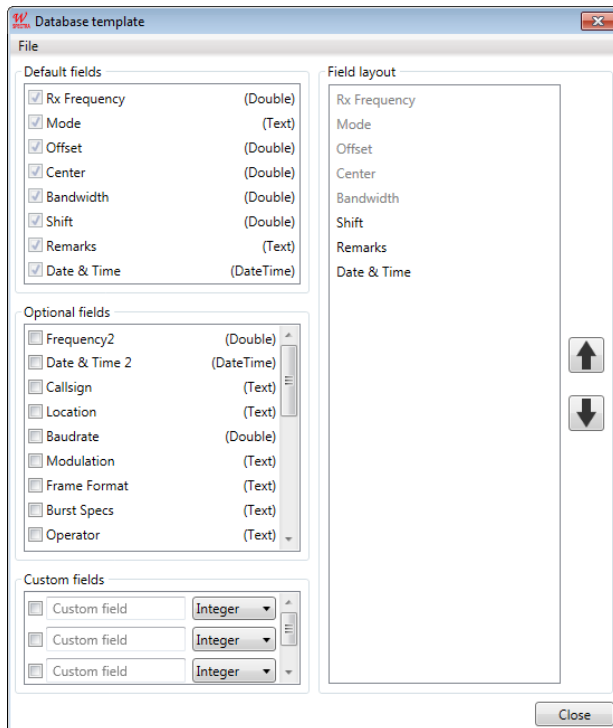 W SPECTRA Database template
File
Default fields
Rx Frequency (Double)
Mode (Text)
Offset (Double)
Center (Double)
Bandwidth (Double)
Shift (Double)
Remarks (Text)
Date & Time (DateTime)
Optional fields
Frequency2 (Double)
Date & Time 2 (DateTime)
Callsign (Text)
Location (Text)
Baudrate (Double)
Modulation (Text)
Frame Format (Text)
Burst Specs (Text)
Operator (Text)
Custom fields
Custom field Integer
Custom field Integer
Custom field Integer
Field layout
Rx Frequency
Mode
Offset
Center
Bandwidth
Shift
Remarks
Date & Time
Close